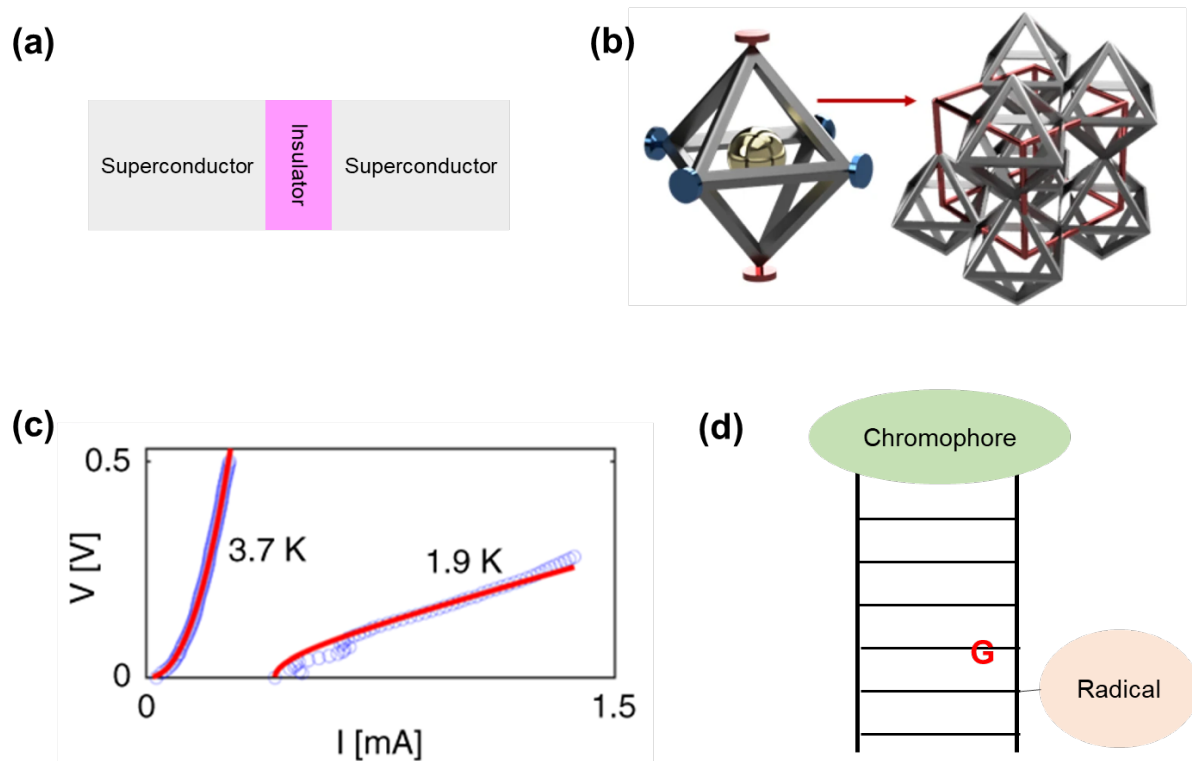 (a)
Superconductor
Insulator
Superconductor
(b)
(c)
0.5
V [V]
3.7 K
1.9 K
0
0
1.5
I [mA]
(d)
Chromophore
G
Radical